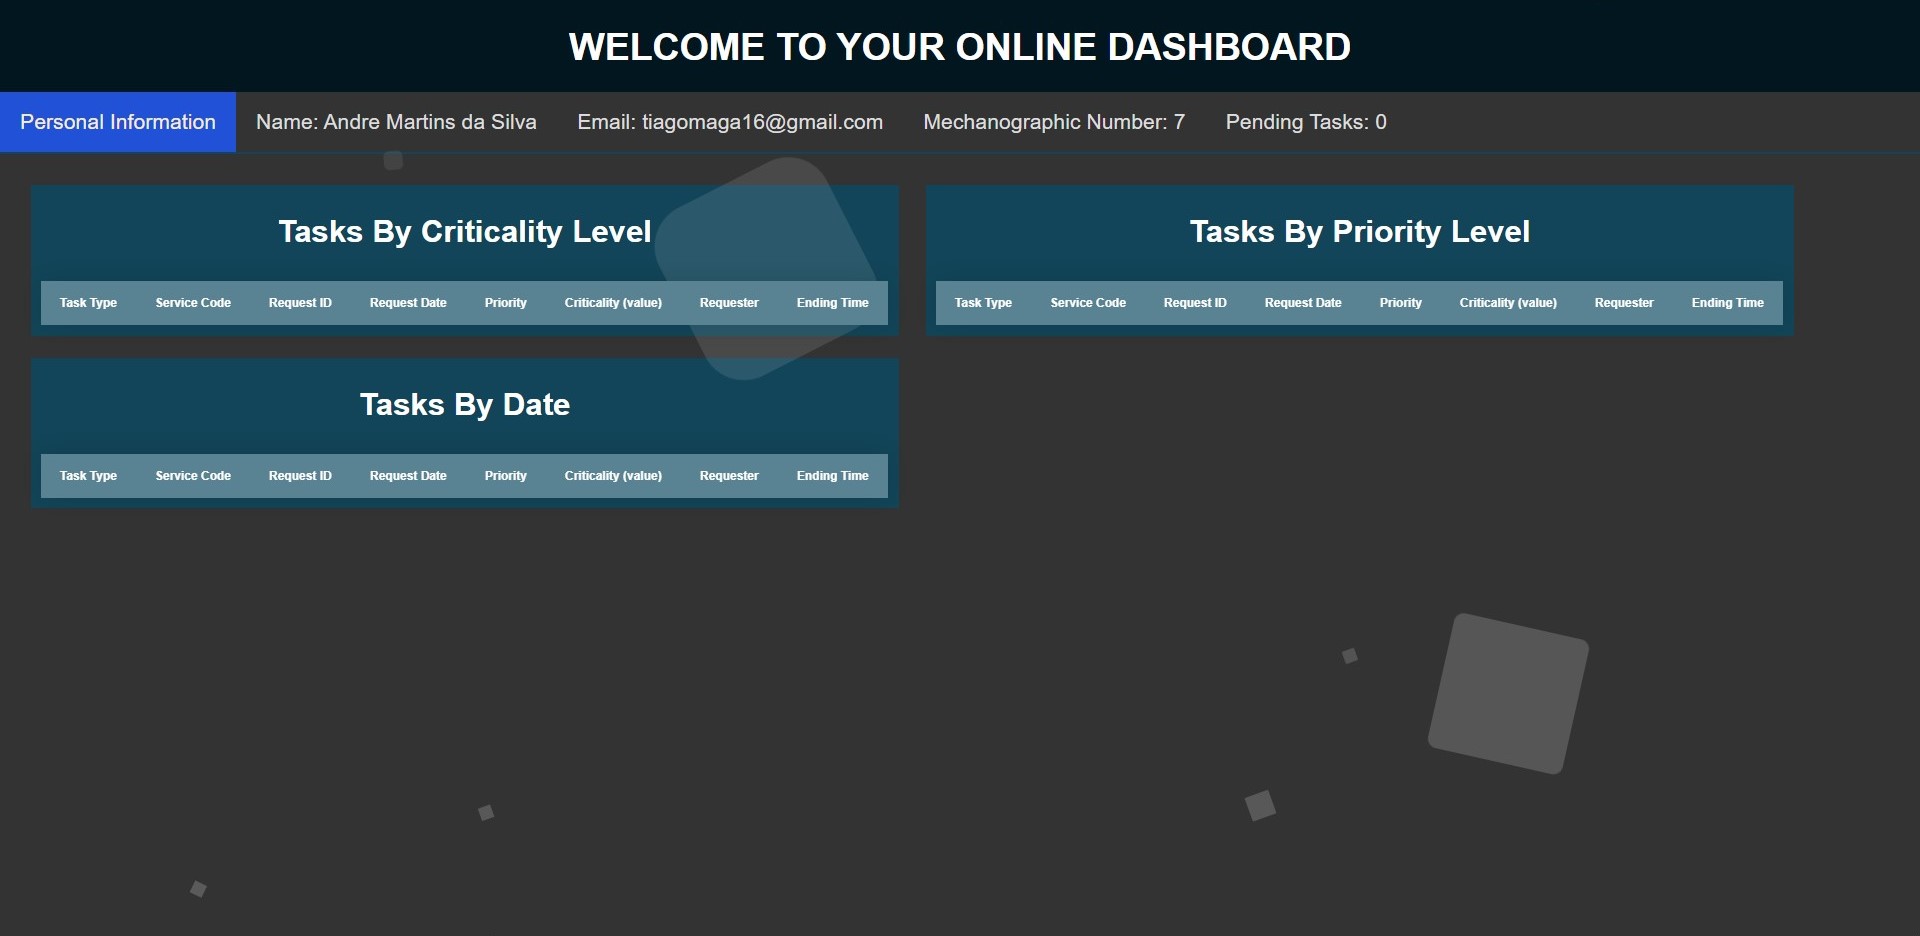 WELCOME TO YOUR ONLINE DASHBOARD
Personal Information Name: Andre Martins da Silva Email: tiagomaga16@gmail.com Mechanographic Number: 7 Pending Tasks: 0
Tasks By Criticality Level
Task Type Service Code Request ID Request Date Priority Criticality (value) Requester Ending Time
Tasks By Priority Level
Task Type Service Code Request ID Request Date Priority Criticality (value) Requester Ending Time
Tasks By Date
Task Type Service Code Request ID Request Date Priority Criticality (value) Requester Ending Time